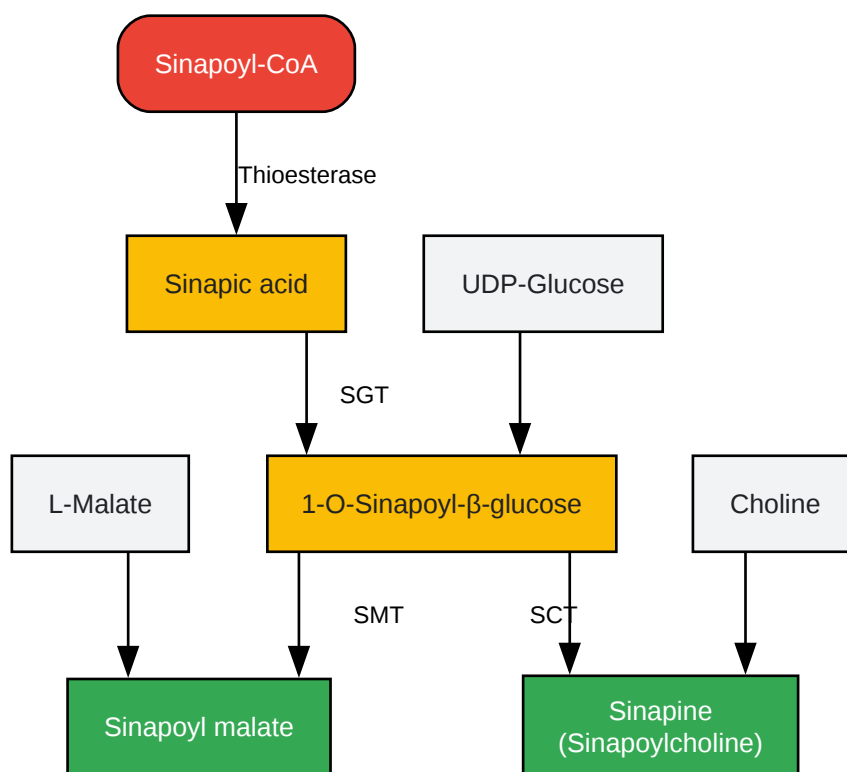 Sinapoyl-CoA
Thioesterase
Sinapic acid
UDP-Glucose
SGT
L-Malate
1-O-Sinapoyl-β-glucose
Choline
SMT
SCT
Sinapoyl malate
Sinapine
(Sinapoylcholine)